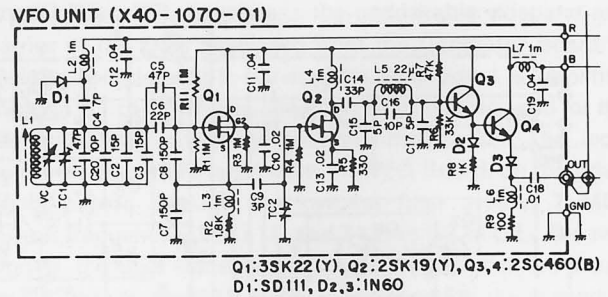 VFO UNIT (X40-1070-01)
R
B
L2 1m
C12 .04
D1
C4 7P
C5
47P
C6
22P
R11 1M
C11 .04
Q1
D
G2
S
L4 1m
Q2
D
S
C14
33P
L5 22μ
C16
10P
C15
5P
C17 5P
R7
47K
Q3
Q4
L7 1m
C19 .04
L1
VC
TC1
47P
C1
C20 10P
C2 15P
C3 15P
C8 150P
R1 1M
R3 1M
C10 .02
R4 1M
C13 .02
R5
330
R6
33K
D2
R8
1K
D3
C7 150P
L3
1m
R2
1.8K
C9
3P
TC2
L6
1m
R9
100
C18
.01
OUT
GND
Q1:3SK22(Y), Q2:2SK19(Y), Q3,4:2SC460(B)
D1:SD111, D2,3:1N60